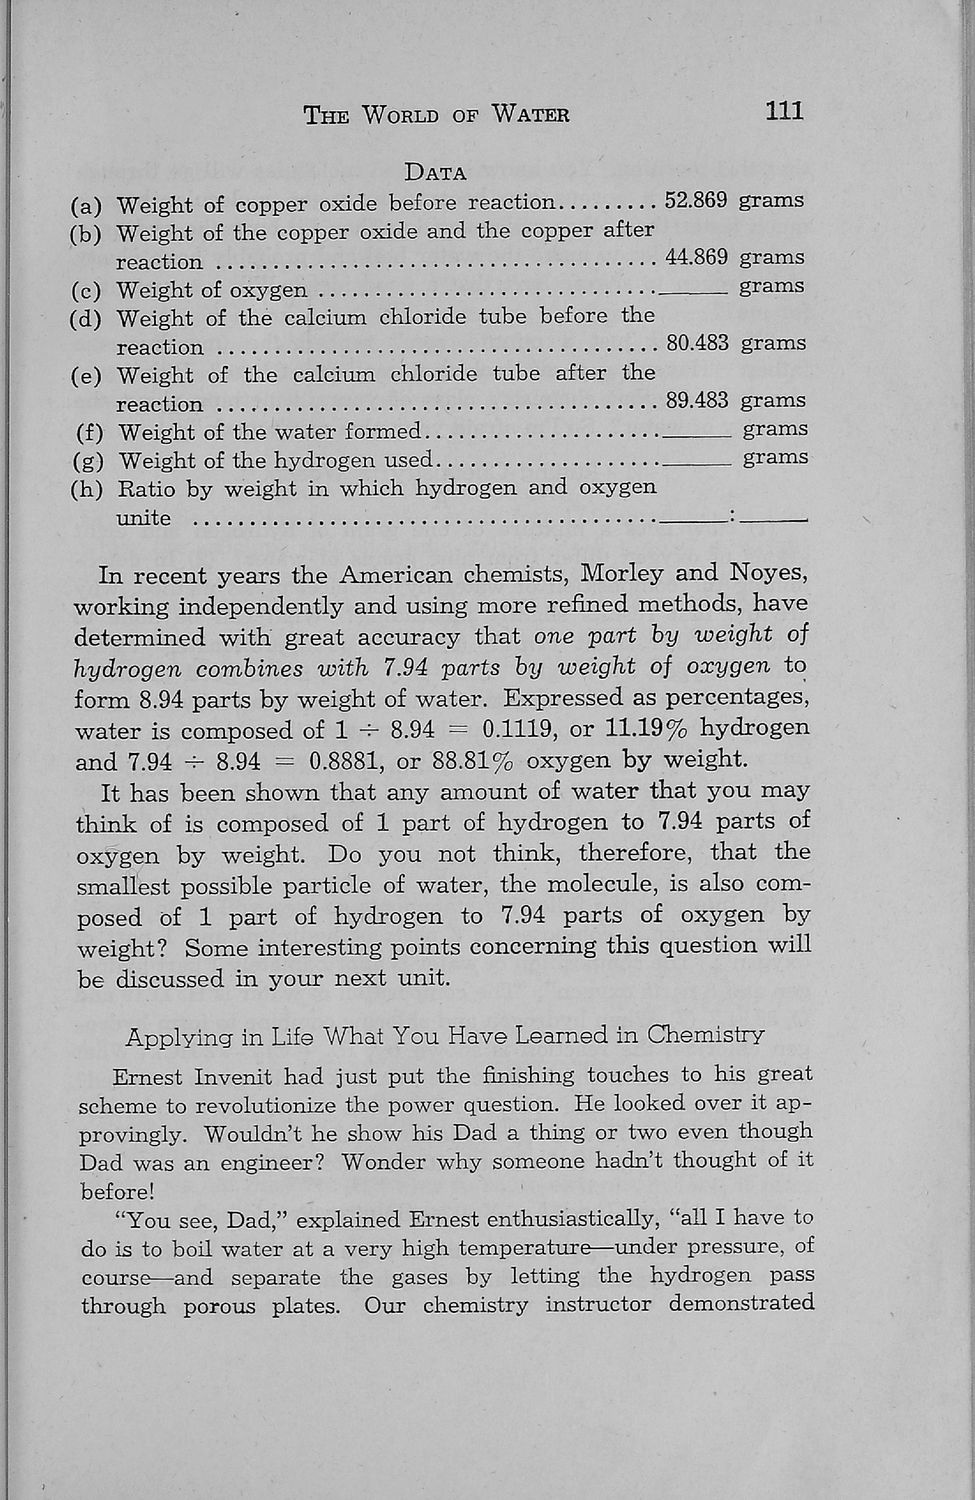 THE WORLD OF WATER 111
DATA
(a) Weight of copper oxide before reaction......... 52.869 grams
(b) Weight of the copper oxide and the copper after
reaction ....................................... 44.869 grams
(c) Weight of oxygen ..............................______ grams
(d) Weight of the calcium chloride tube before the
reaction ....................................... 80.483 grams
(e) Weight of the calcium chloride tube after the
reaction ....................................... 89.483 grams
(f) Weight of the water formed.....................______ grams
(g) Weight of the hydrogen used....................______ grams
(h) Ratio by weight in which hydrogen and oxygen
unite .........................................______:______
In recent years the American chemists, Morley and Noyes,
working independently and using more refined methods, have
determined with great accuracy that one part by weight of
hydrogen combines with 7.94 parts by weight of oxygen to
form 8.94 parts by weight of water. Expressed as percentages,
water is composed of 1 ÷ 8.94 = 0.1119, or 11.19% hydrogen
and 7.94 ÷ 8.94 = 0.8881, or 88.81% oxygen by weight.
It has been shown that any amount of water that you may
think of is composed of 1 part of hydrogen to 7.94 parts of
oxygen by weight. Do you not think, therefore, that the
smallest possible particle of water, the molecule, is also com-
posed of 1 part of hydrogen to 7.94 parts of oxygen by
weight? Some interesting points concerning this question will
be discussed in your next unit.
Applying in Life What You Have Learned in Chemistry
Ernest Invenit had just put the finishing touches to his great
scheme to revolutionize the power question. He looked over it ap-
provingly. Wouldn't he show his Dad a thing or two even though
Dad was an engineer? Wonder why someone hadn't thought of it
before!
"You see, Dad," explained Ernest enthusiastically, "all I have to
do is to boil water at a very high temperature—under pressure, of
course—and separate the gases by letting the hydrogen pass
through porous plates. Our chemistry instructor demonstrated